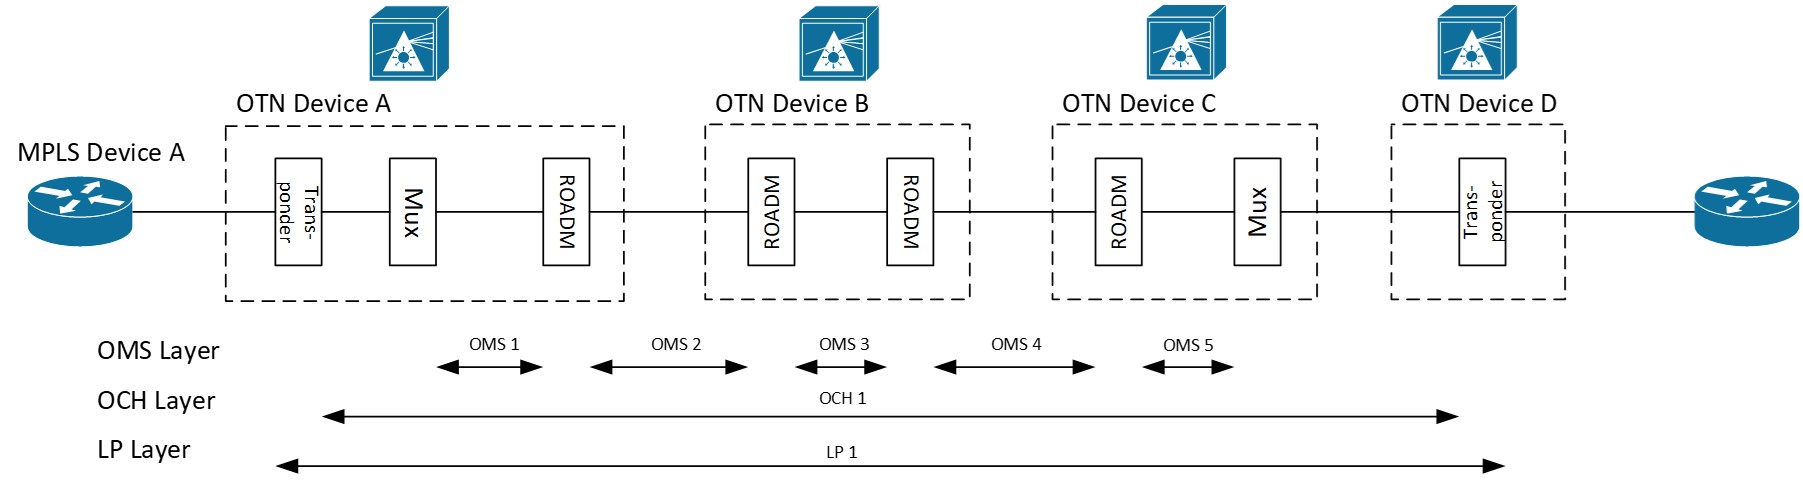 OTN Device A
OTN Device B
OTN Device C
OTN Device D
MPLS Device A
Trans-
ponder
Mux
ROADM
ROADM
ROADM
ROADM
Mux
Trans-
ponder
OMS Layer
OMS 1
OMS 2
OMS 3
OMS 4
OMS 5
OCH Layer
OCH 1
LP Layer
LP 1